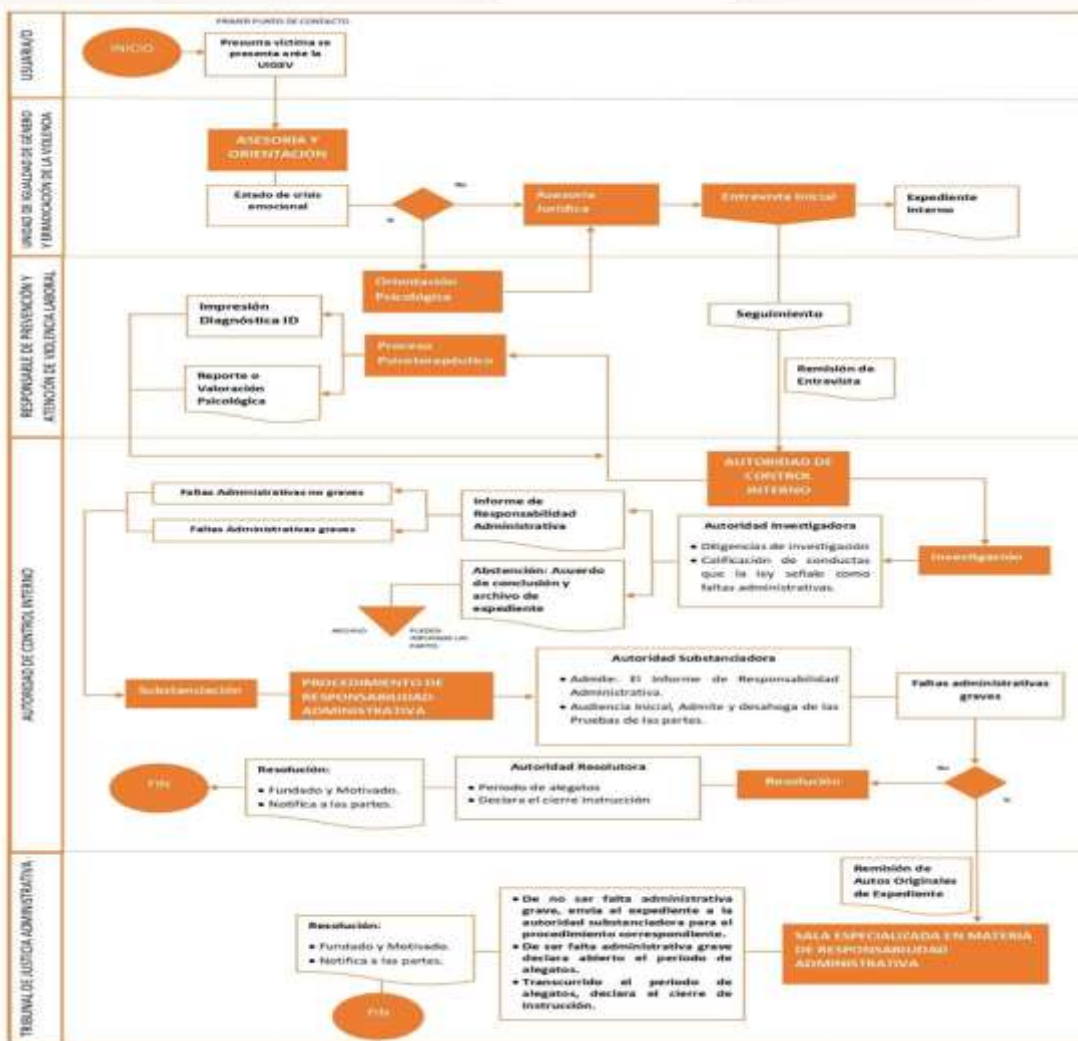 USUARIA/O
INICIO
PRIMER PUNTO DE CONTACTO
Presunta víctima se
presenta ante la
UIGEV
UNIDAD DE IGUALDAD DE GÉNERO
Y ERRADICACIÓN DE LA VIOLENCIA
ASESORÍA Y
ORIENTACIÓN
Estado de crisis
emocional
No
Asesoría
Jurídica
Entrevista Inicial
Expediente
Interno
RESPONSABLE DE PREVENCIÓN Y
ATENCIÓN DE VIOLENCIA LABORAL
Orientación
Psicológica
Impresión
Diagnóstica ID
Proceso
Psicoterapéutico
Reporte o
Valoración
Psicológica
Seguimiento
Remisión de
Entrevista
AUTORIDAD DE CONTROL INTERNO
AUTORIDAD DE
CONTROL
INTERNO
Faltas Administrativas no graves
Faltas Administrativas graves
Informe de
Responsabilidad
Administrativa
Autoridad Investigadora
• Diligencias de investigación
• Calificación de conductas
que la ley señale como
faltas administrativas.
Investigación
Abstención: Acuerdo
de conclusión y
archivo de
expediente
ARCHIVO
PUEDEN
LAS
PARTES
Substanciación
PROCEDIMIENTO DE
RESPONSABILIDAD
ADMINISTRATIVA
Autoridad Substanciadora
• Admite: El Informe de Responsabilidad
Administrativa.
• Audiencia Inicial, Admite y desahoga de las
Pruebas de las partes.
Faltas administrativas
graves
No
FIN
Resolución:
• Fundado y Motivado.
• Notifica a las partes.
Autoridad Resolutora
• Periodo de alegatos
• Declara el cierre instrucción
Resolución
TRIBUNAL DE JUSTICIA ADMINISTRATIVA
Remisión de
Autos Originales
de Expediente
Resolución:
• Fundado y Motivado.
• Notifica a las partes.
• De no ser falta administrativa
grave, envía el expediente a la
autoridad substanciadora para el
procedimiento correspondiente.
• De ser falta administrativa grave
declara abierto el periodo de
alegatos.
• Transcurrido el periodo de
alegatos, declara el cierre de
instrucción.
SALA ESPECIALIZADA EN MATERIA
DE RESPONSABILIDAD
ADMINISTRATIVA
FIN